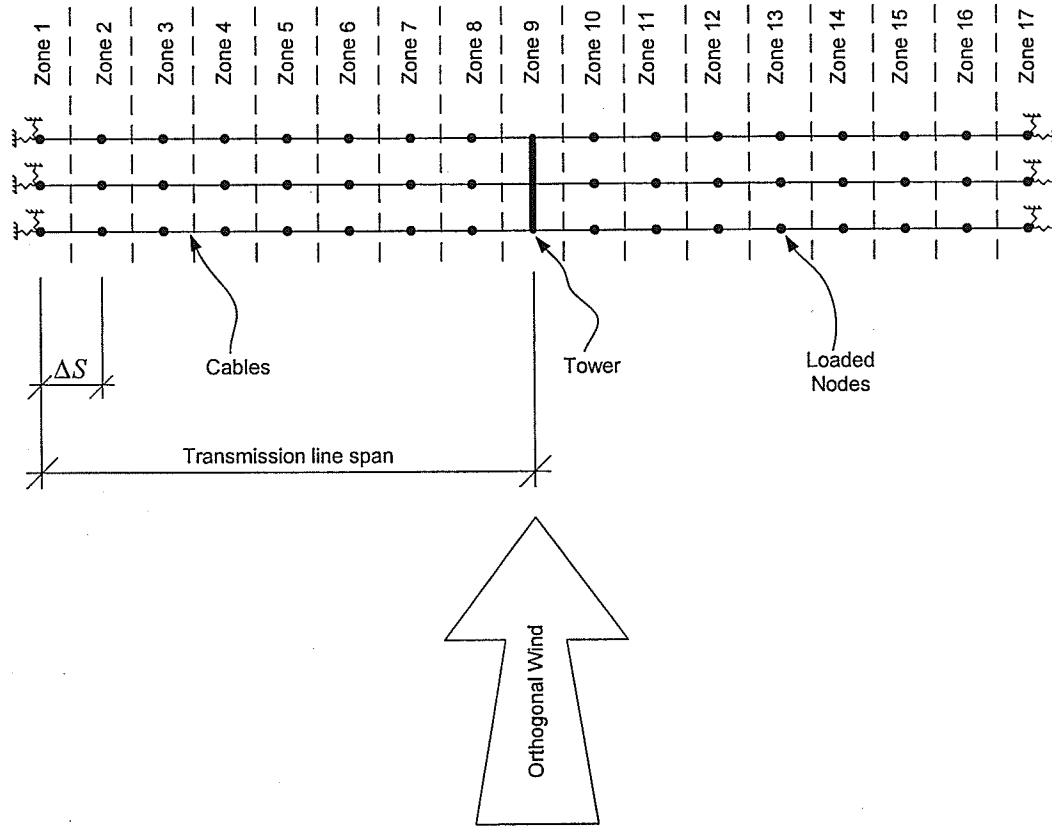 Zone 1
Zone 2
Zone 3
Zone 4
Zone 5
Zone 6
Zone 7
Zone 8
Zone 9
Zone 10
Zone 11
Zone 12
Zone 13
Zone 14
Zone 15
Zone 16
Zone 17
ΔS
Cables
Tower
Loaded
Nodes
Transmission line span
Orthogonal Wind